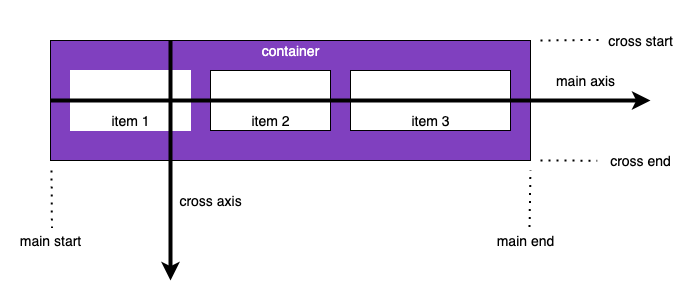 cross start
container
main axis
item 1
item 2
item 3
cross end
cross axis
main start
main end